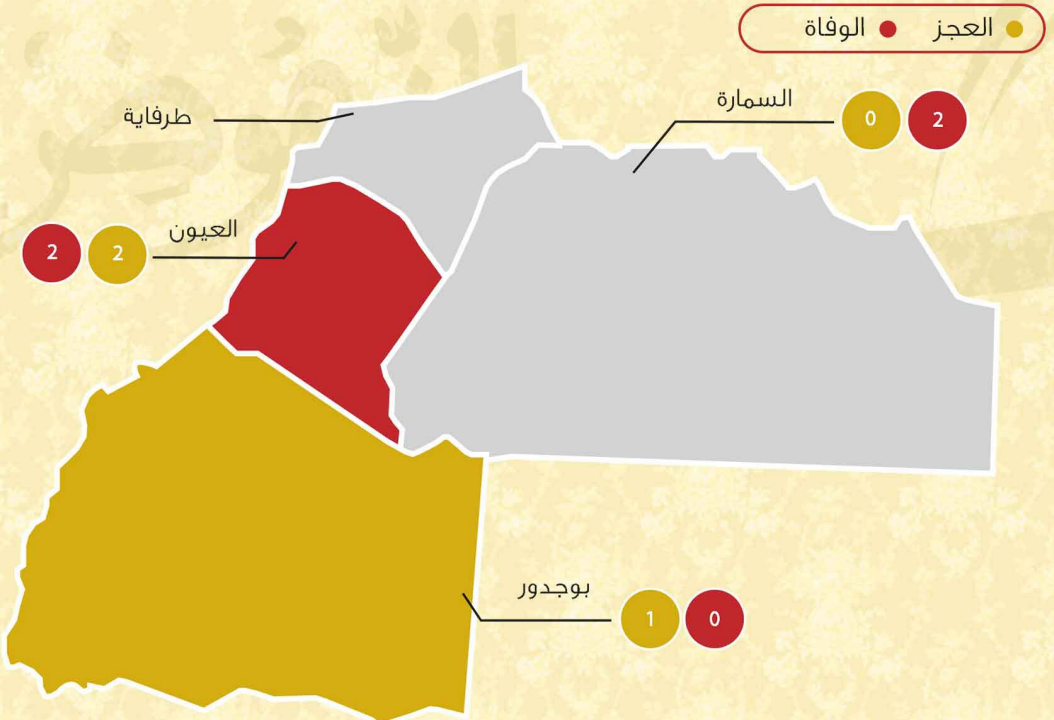 العجز الوفاة
السمارة
0 2
طرفاية
العيون
2 2
بوجدور
1 0